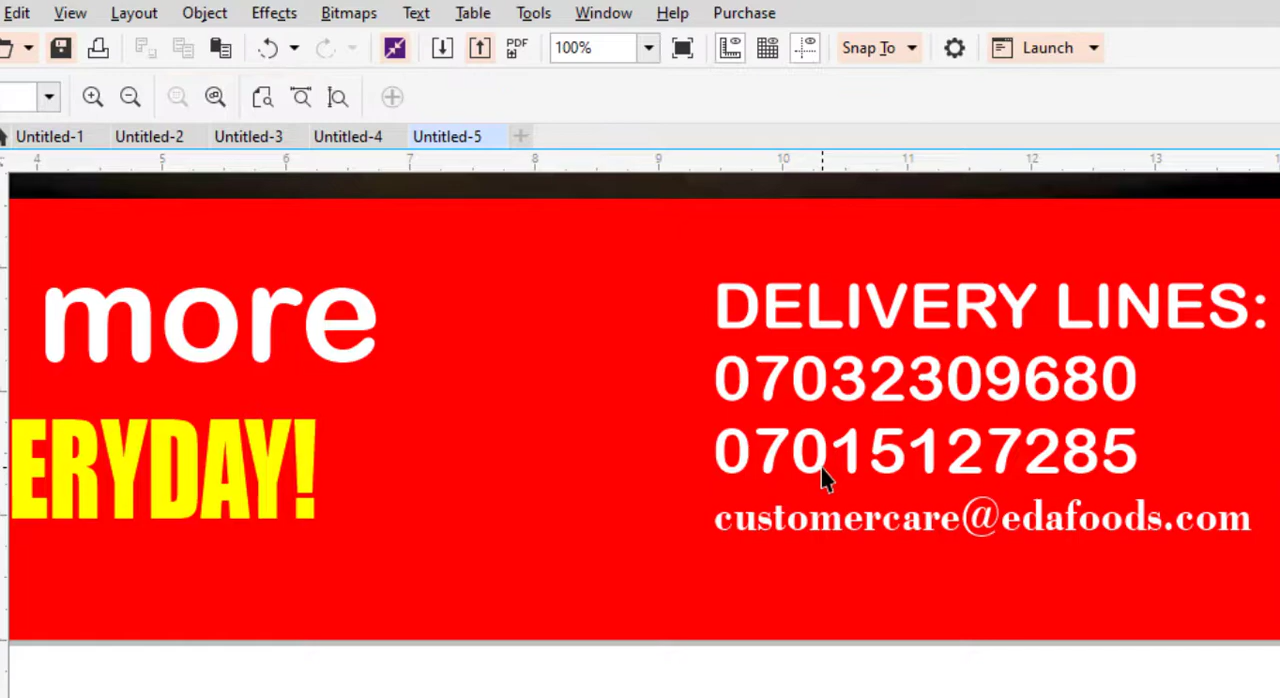 Edit View Layout Object Effects Bitmaps Text Table Tools Window Help Purchase
PDF 100% Snap To Launch
Untitled-1 Untitled-2 Untitled-3 Untitled-4 Untitled-5
4 5 6 7 8 9 10 11 12 13
more
ERYDAY!
DELIVERY LINES:
07032309680
07015127285
customercare@edafoods.com